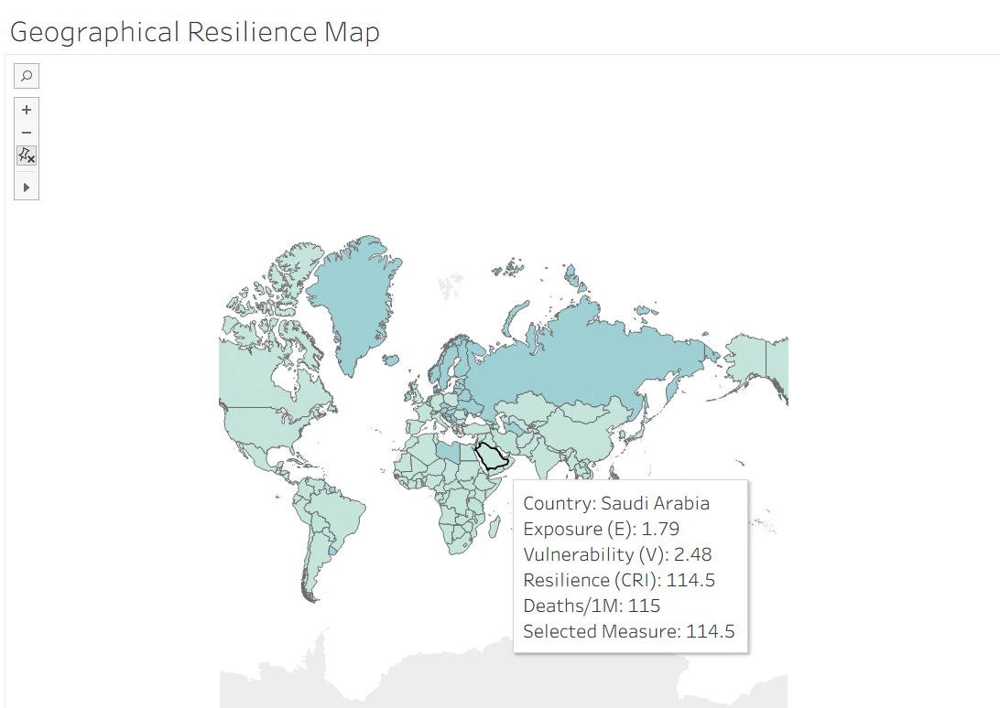 Geographical Resilience Map
Country: Saudi Arabia
Exposure (E): 1.79
Vulnerability (V): 2.48
Resilience (CRI): 114.5
Deaths/1M: 115
Selected Measure: 114.5